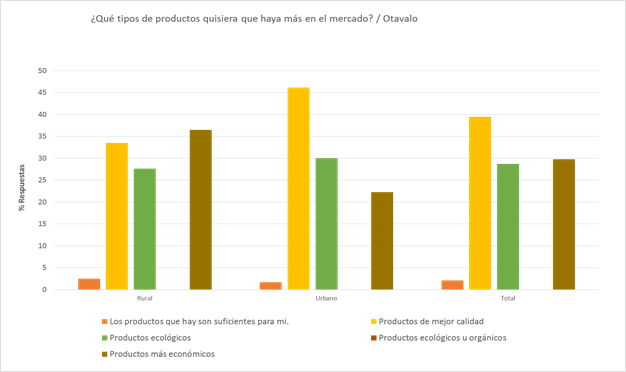 ¿Qué tipos de productos quisiera que haya más en el mercado? / Otavalo
50
45
40
35
30
25
20
15
10
5
0
% Respuestas
Rural
Urbano
Total
Los productos que hay son suficientes para mi.
Productos de mejor calidad
Productos ecológicos
Productos ecológicos u orgánicos
Productos más económicos